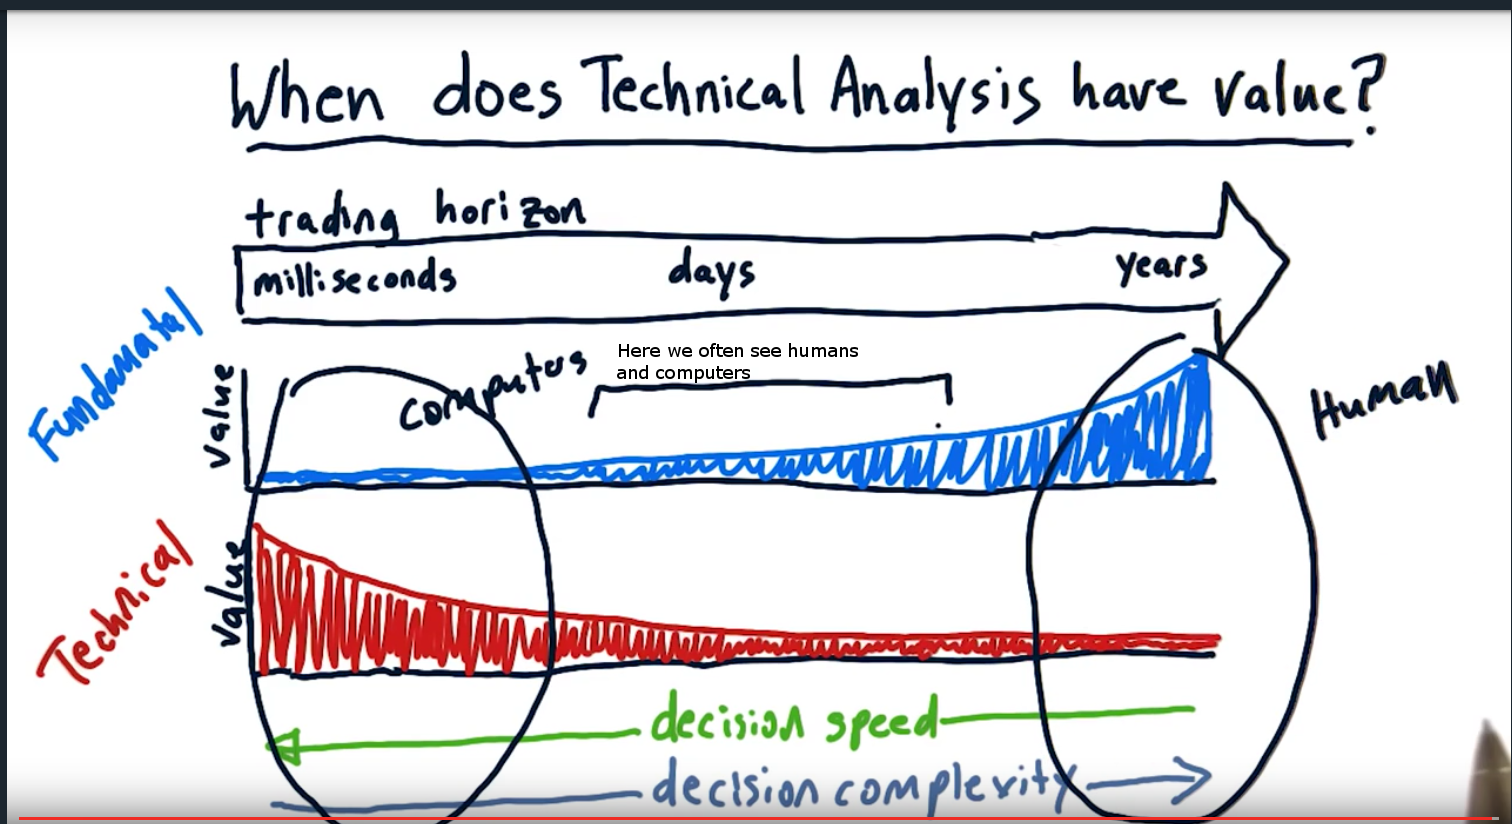 When does Technical Analysis have value?
trading horizon
milliseconds days years
Fundamatal
value
computers
Here we often see humans
and computers
Human
Technical
value
decision speed
decision complexity